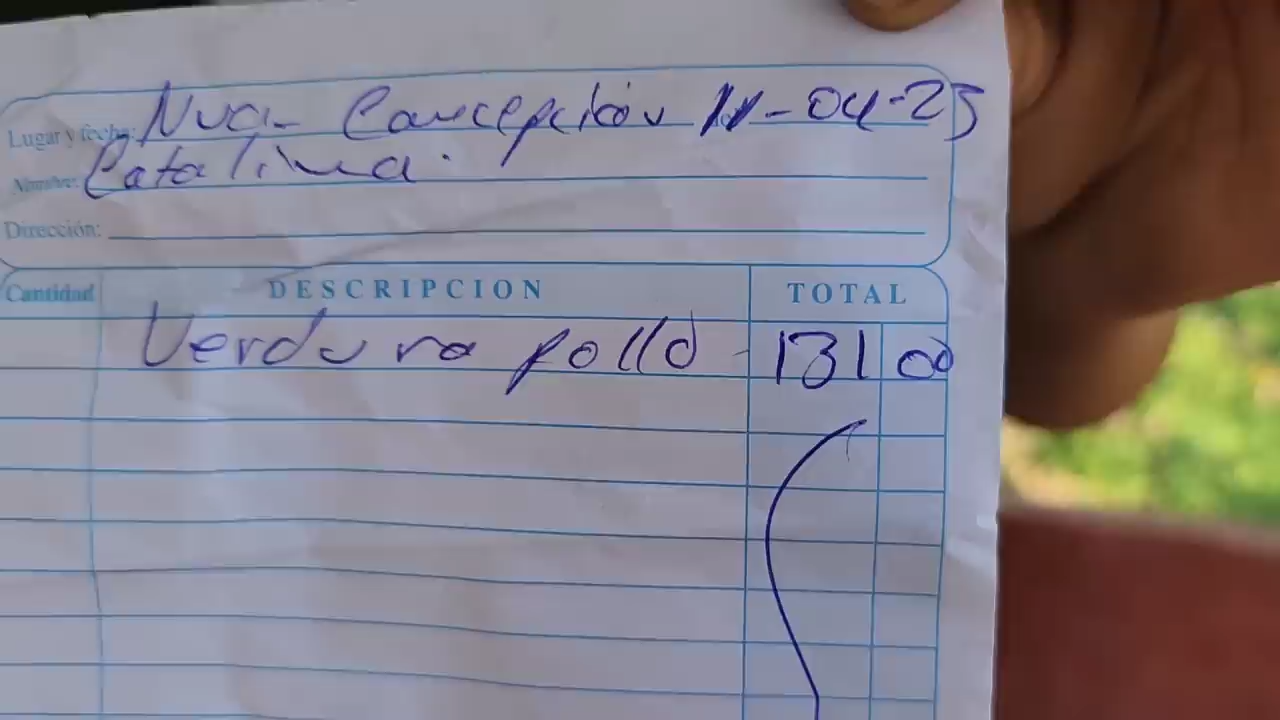 Lugar y fecha: Nva. Concepción 11-04-25
Nombre: Catalina.
Dirección:
Cantidad DESCRIPCION TOTAL
Verdura pollo 131 00